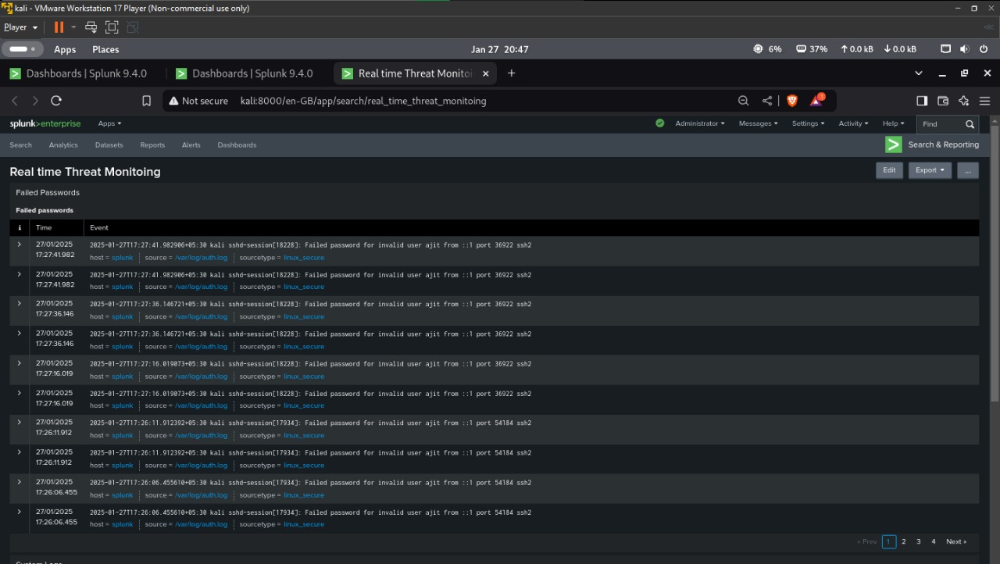 kali - VMware Workstation 17 Player (Non-commercial use only)
Player
Apps Places Jan 27 20:47 6% 37% 0.0 kB 0.0 kB
Dashboards | Splunk 9.4.0 Dashboards | Splunk 9.4.0 Real time Threat Monitoi
Not secure kali:8000/en-GB/app/search/real_time_threat_monitoing 1
splunk>enterprise Apps Administrator Messages Settings Activity Help Find
Search Analytics Datasets Reports Alerts Dashboards Search & Reporting
Real time Threat Monitoing Edit Export ...
Failed Passwords
Failed passwords
i Time Event
27/01/2025 2025-01-27T17:27:41.982906+05:30 kali sshd-session[18228]: Failed password for invalid user ajit from ::1 port 36922 ssh2
17:27:41.982 host = splunk source = /var/log/auth.log sourcetype = linux_secure
27/01/2025 2025-01-27T17:27:41.982906+05:30 kali sshd-session[18228]: Failed password for invalid user ajit from ::1 port 36922 ssh2
17:27:41.982 host = splunk source = /var/log/auth.log sourcetype = linux_secure
27/01/2025 2025-01-27T17:27:36.146721+05:30 kali sshd-session[18228]: Failed password for invalid user ajit from ::1 port 36922 ssh2
17:27:36.146 host = splunk source = /var/log/auth.log sourcetype = linux_secure
27/01/2025 2025-01-27T17:27:36.146721+05:30 kali sshd-session[18228]: Failed password for invalid user ajit from ::1 port 36922 ssh2
17:27:36.146 host = splunk source = /var/log/auth.log sourcetype = linux_secure
27/01/2025 2025-01-27T17:27:16.019073+05:30 kali sshd-session[18228]: Failed password for invalid user ajit from ::1 port 36922 ssh2
17:27:16.019 host = splunk source = /var/log/auth.log sourcetype = linux_secure
27/01/2025 2025-01-27T17:27:16.019073+05:30 kali sshd-session[18228]: Failed password for invalid user ajit from ::1 port 36922 ssh2
17:27:16.019 host = splunk source = /var/log/auth.log sourcetype = linux_secure
27/01/2025 2025-01-27T17:26:11.912392+05:30 kali sshd-session[17934]: Failed password for invalid user ajit from ::1 port 54184 ssh2
17:26:11.912 host = splunk source = /var/log/auth.log sourcetype = linux_secure
27/01/2025 2025-01-27T17:26:11.912392+05:30 kali sshd-session[17934]: Failed password for invalid user ajit from ::1 port 54184 ssh2
17:26:11.912 host = splunk source = /var/log/auth.log sourcetype = linux_secure
27/01/2025 2025-01-27T17:26:06.455610+05:30 kali sshd-session[17934]: Failed password for invalid user ajit from ::1 port 54184 ssh2
17:26:06.455 host = splunk source = /var/log/auth.log sourcetype = linux_secure
27/01/2025 2025-01-27T17:26:06.455610+05:30 kali sshd-session[17934]: Failed password for invalid user ajit from ::1 port 54184 ssh2
17:26:06.455 host = splunk source = /var/log/auth.log sourcetype = linux_secure
« Prev 1 2 3 4 Next »
System Logs